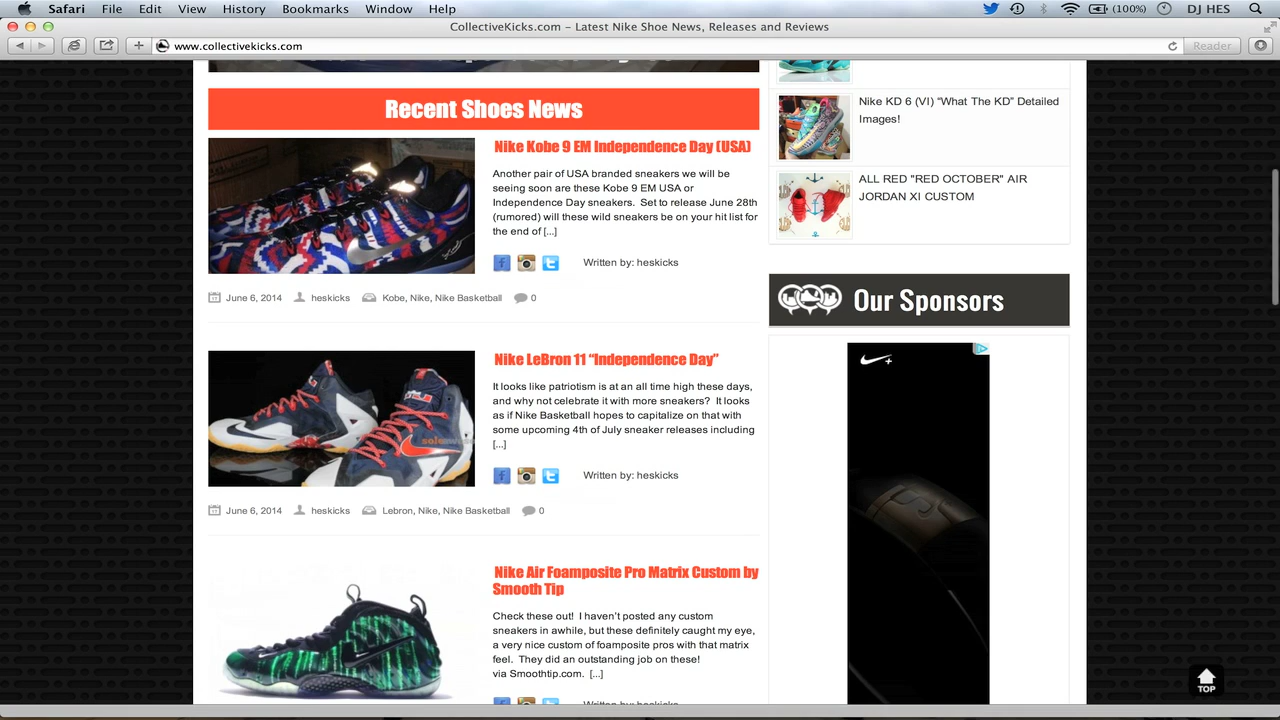 Safari File Edit View History Bookmarks Window Help (100%) DJ HES
CollectiveKicks.com – Latest Nike Shoe News, Releases and Reviews
www.collectivekicks.com
Reader
Recent Shoes News
Nike Kobe 9 EM Independence Day (USA)
Another pair of USA branded sneakers we will be
seeing soon are these Kobe 9 EM USA or
Independence Day sneakers.  Set to release June 28th
(rumored) will these wild sneakers be on your hit list for
the end of [...]
Written by: heskicks
June 6, 2014 heskicks Kobe, Nike, Nike Basketball 0
Nike LeBron 11 “Independence Day”
It looks like patriotism is at an all time high these days,
and why not celebrate it with more sneakers?  It looks
as if Nike Basketball hopes to capitalize on that with
some upcoming 4th of July sneaker releases including
[...]
Written by: heskicks
June 6, 2014 heskicks Lebron, Nike, Nike Basketball 0
Nike Air Foamposite Pro Matrix Custom by
Smooth Tip
Check these out!  I haven’t posted any custom
sneakers in awhile, but these definitely caught my eye,
a very nice custom of foamposite pros with that matrix
feel.  They did an outstanding job on these!
via Smoothtip.com.  [...]
Written by: heskicks
Nike KD 6 (VI) “What The KD” Detailed
Images!
ALL RED "RED OCTOBER" AIR
JORDAN XI CUSTOM
Our Sponsors
TOP